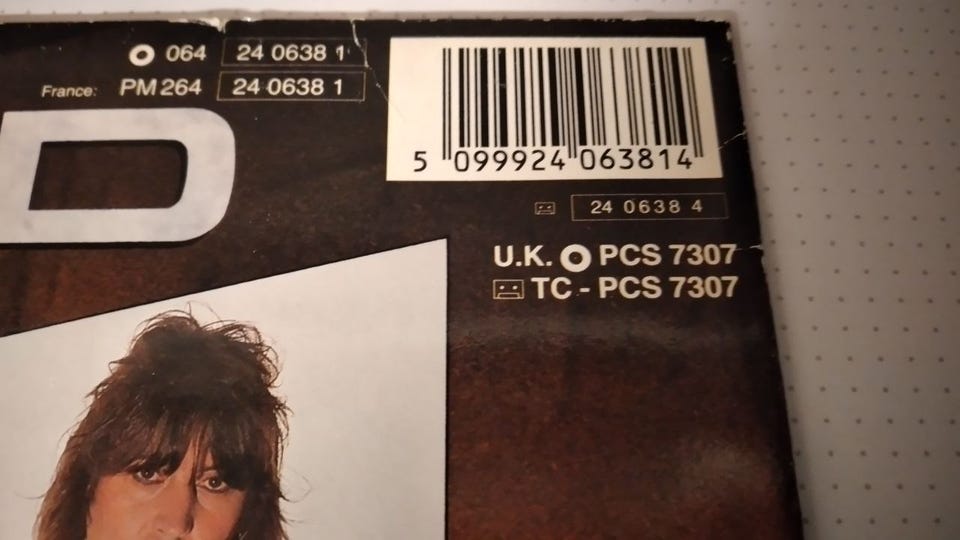 064 24 0638 1
France: PM 264 24 0638 1
D
5 099924 063814
24 0638 4
U.K. PCS 7307
TC - PCS 7307